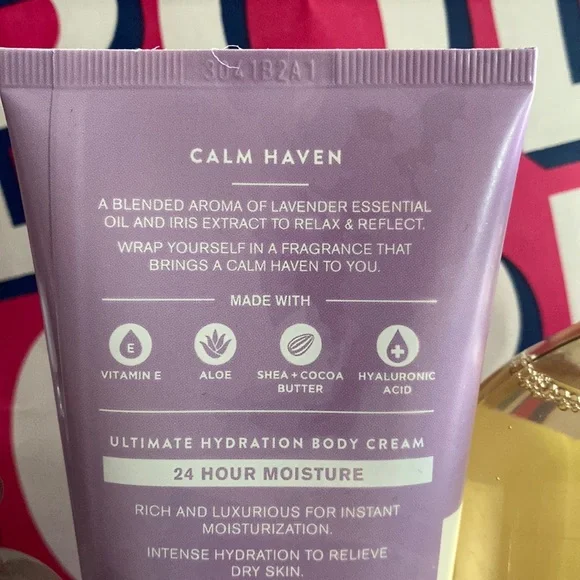 3041B2A1
CALM HAVEN
A BLENDED AROMA OF LAVENDER ESSENTIAL
OIL AND IRIS EXTRACT TO RELAX & REFLECT.
WRAP YOURSELF IN A FRAGRANCE THAT
BRINGS A CALM HAVEN TO YOU.
MADE WITH
E
VITAMIN E
ALOE
SHEA + COCOA
BUTTER
HYALURONIC
ACID
ULTIMATE HYDRATION BODY CREAM
24 HOUR MOISTURE
RICH AND LUXURIOUS FOR INSTANT
MOISTURIZATION.
INTENSE HYDRATION TO RELIEVE
DRY SKIN.